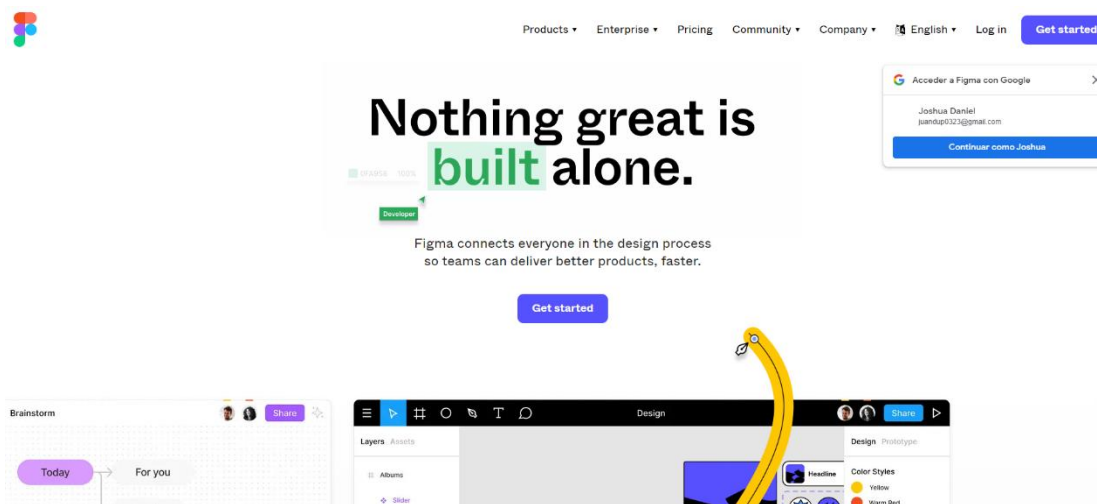 Products ▾ Enterprise ▾ Pricing Community ▾ Company ▾ English ▾ Log in Get started
Acceder a Figma con Google
Joshua Daniel
juandup0323@gmail.com
Continuar como Joshua
Nothing great is
built alone.
100%
Developer
Figma connects everyone in the design process
so teams can deliver better products, faster.
Get started
Brainstorm Share
Today For you
T Design Share
Layers Assets
Albums
Slider
Headline
Design Prototype
Color Styles
Yellow
Warm Red